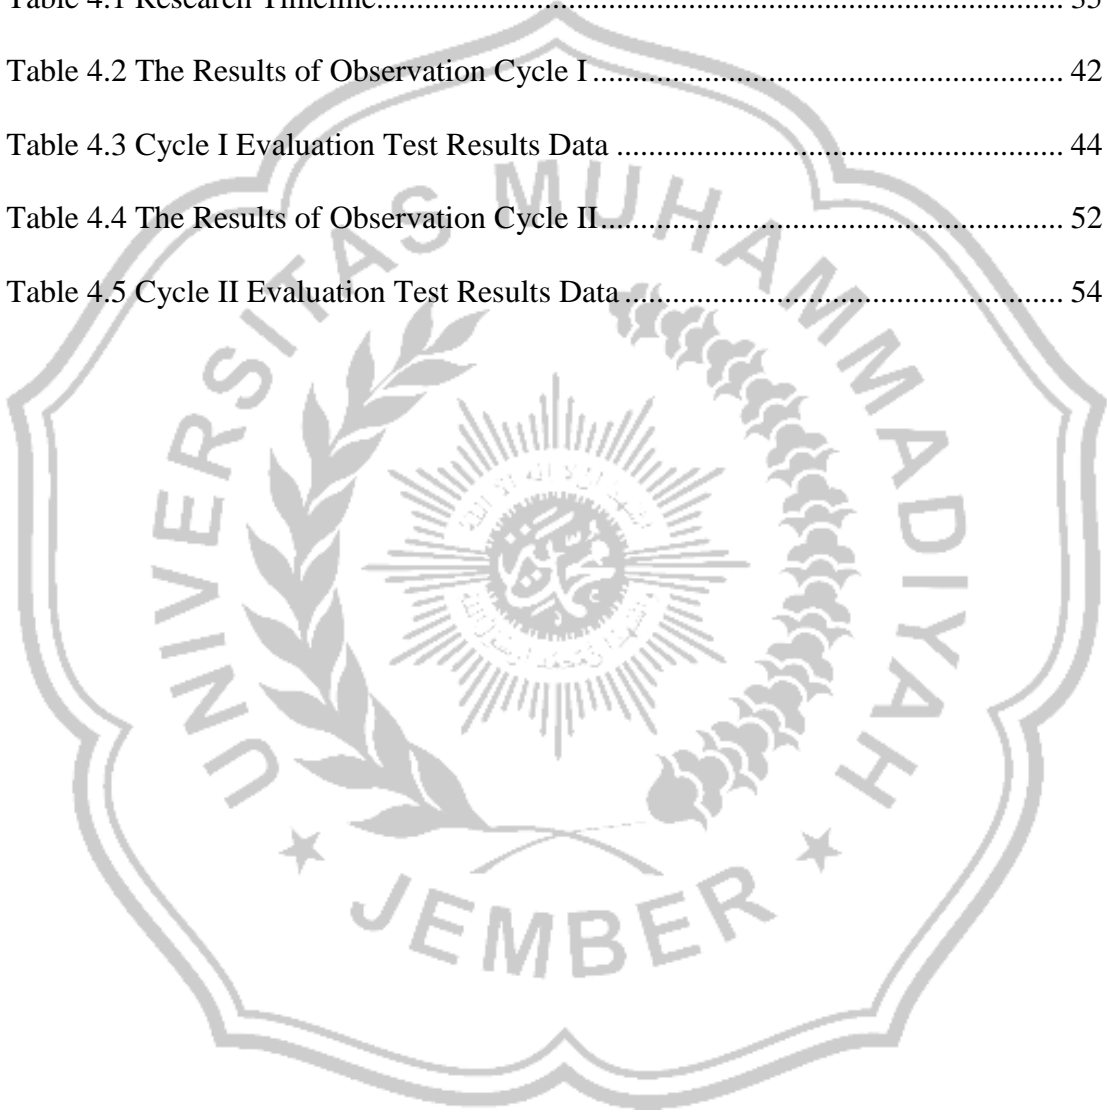 Table 4.1 Research Timeline........................................................................................ 35
Table 4.2 The Results of Observation Cycle I............................................................ 42
Table 4.3 Cycle I Evaluation Test Results Data ......................................................... 44
Table 4.4 The Results of Observation Cycle II........................................................... 52
Table 4.5 Cycle II Evaluation Test Results Data........................................................ 54
UNIVERSITAS MUHAMMADIYAH
JEMBER